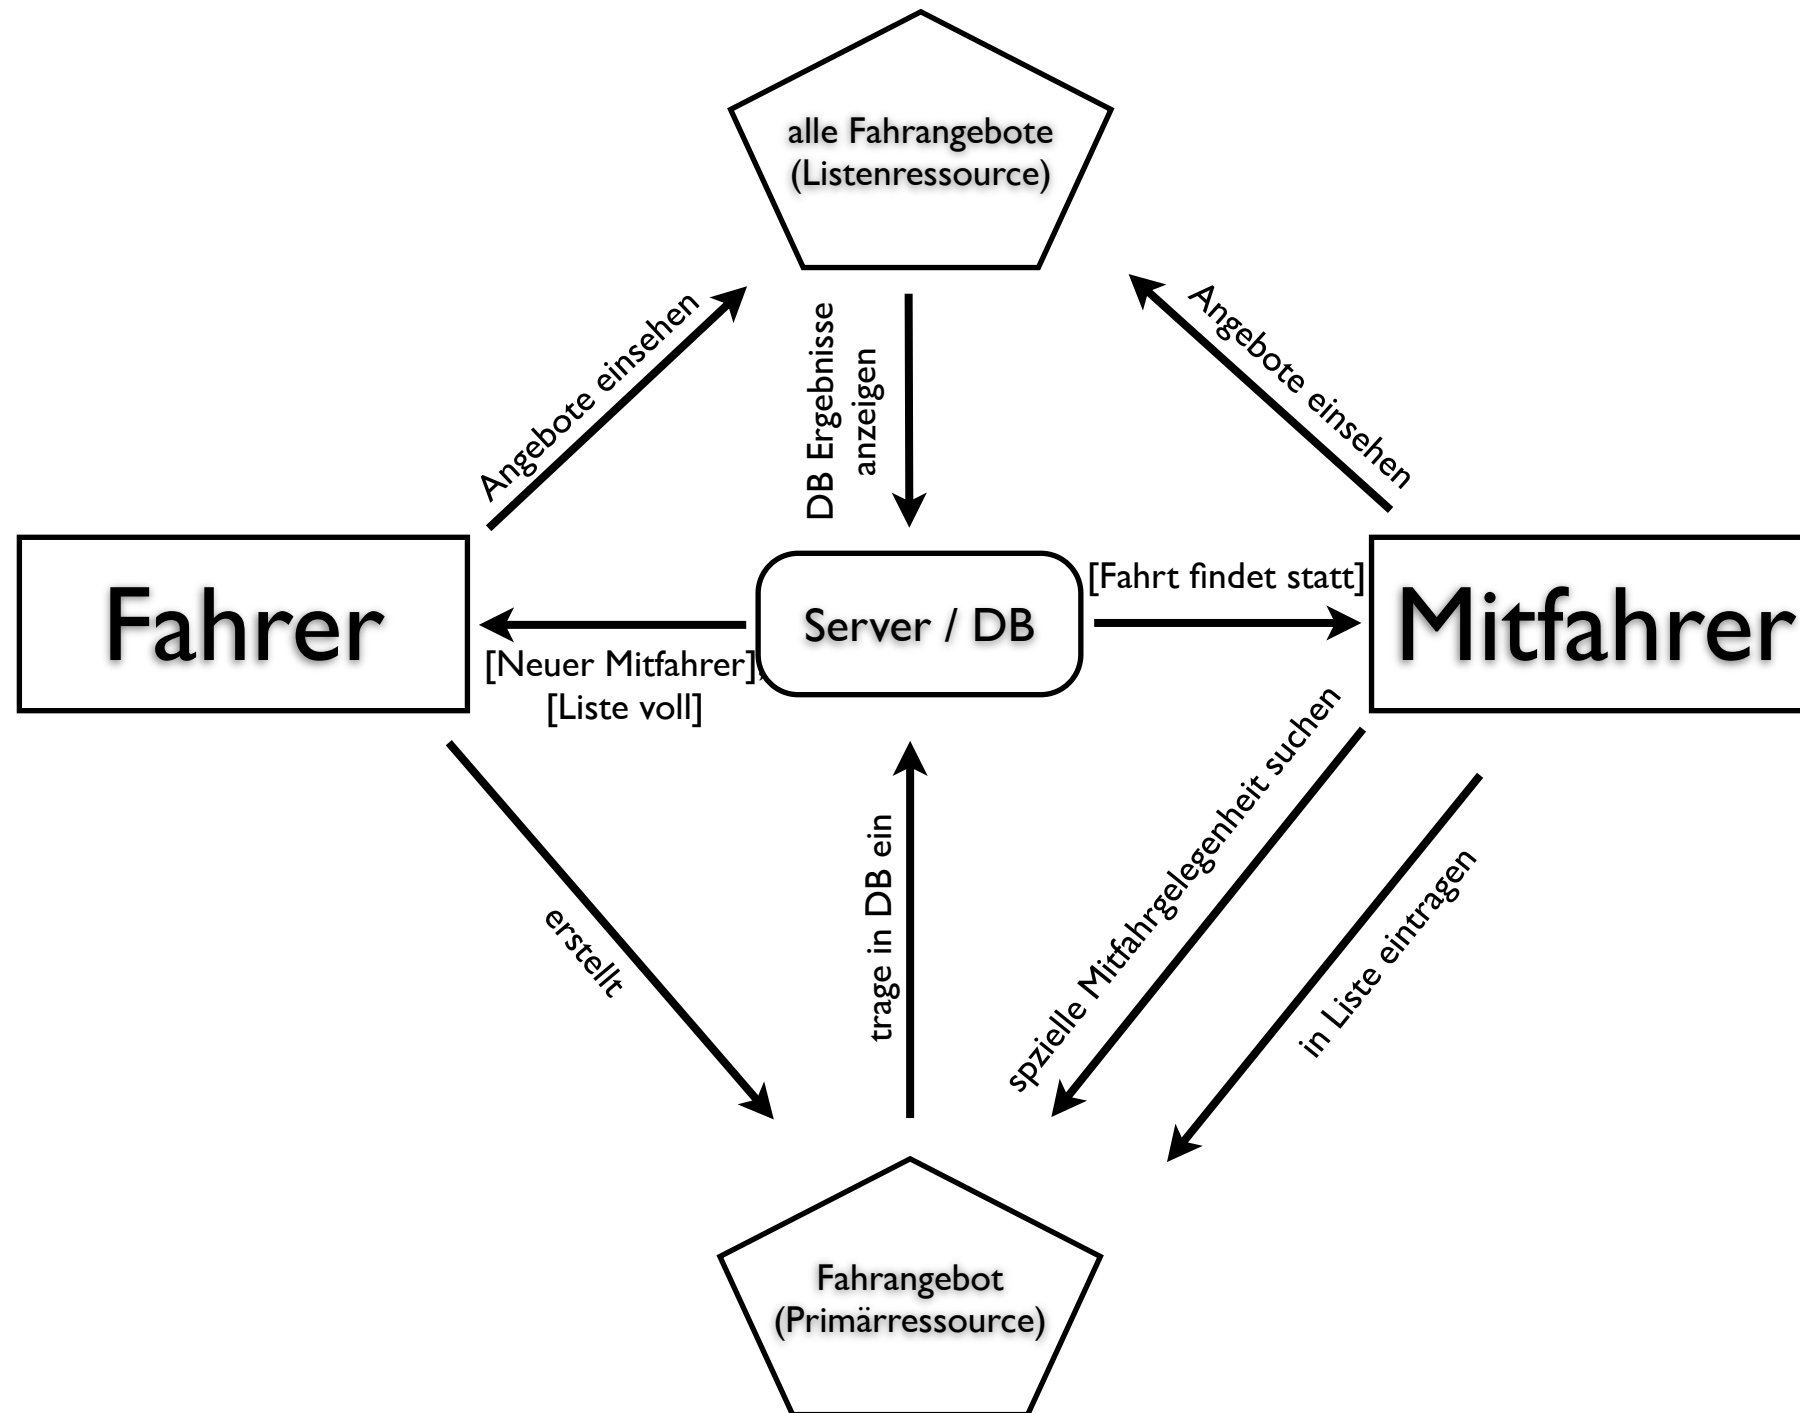 alle Fahrangebote
(Listenressource)
Angebote einsehen
DB Ergebnisse
anzeigen
Angebote einsehen
Fahrer
[Neuer Mitfahrer],
[Liste voll]
Server / DB
[Fahrt findet statt]
Mitfahrer
erstellt
trage in DB ein
spzielle Mitfahrgelegenheit suchen
in Liste eintragen
Fahrangebot
(Primärressource)